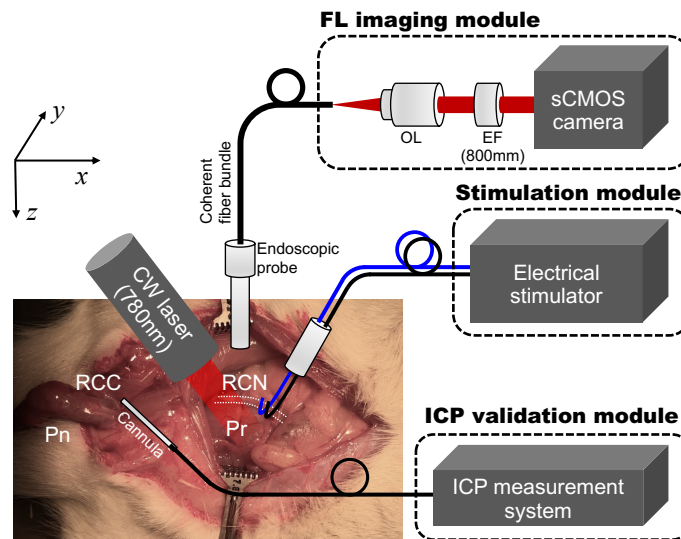 FL imaging module
sCMOS
camera
OL
EF
(800mm)
y
x
z
Coherent
fiber bundle
Stimulation module
Endoscopic
probe
Electrical
stimulator
CW laser
(780nm)
RCC
RCN
Pn
Cannula
Pr
ICP validation module
ICP measurement
system